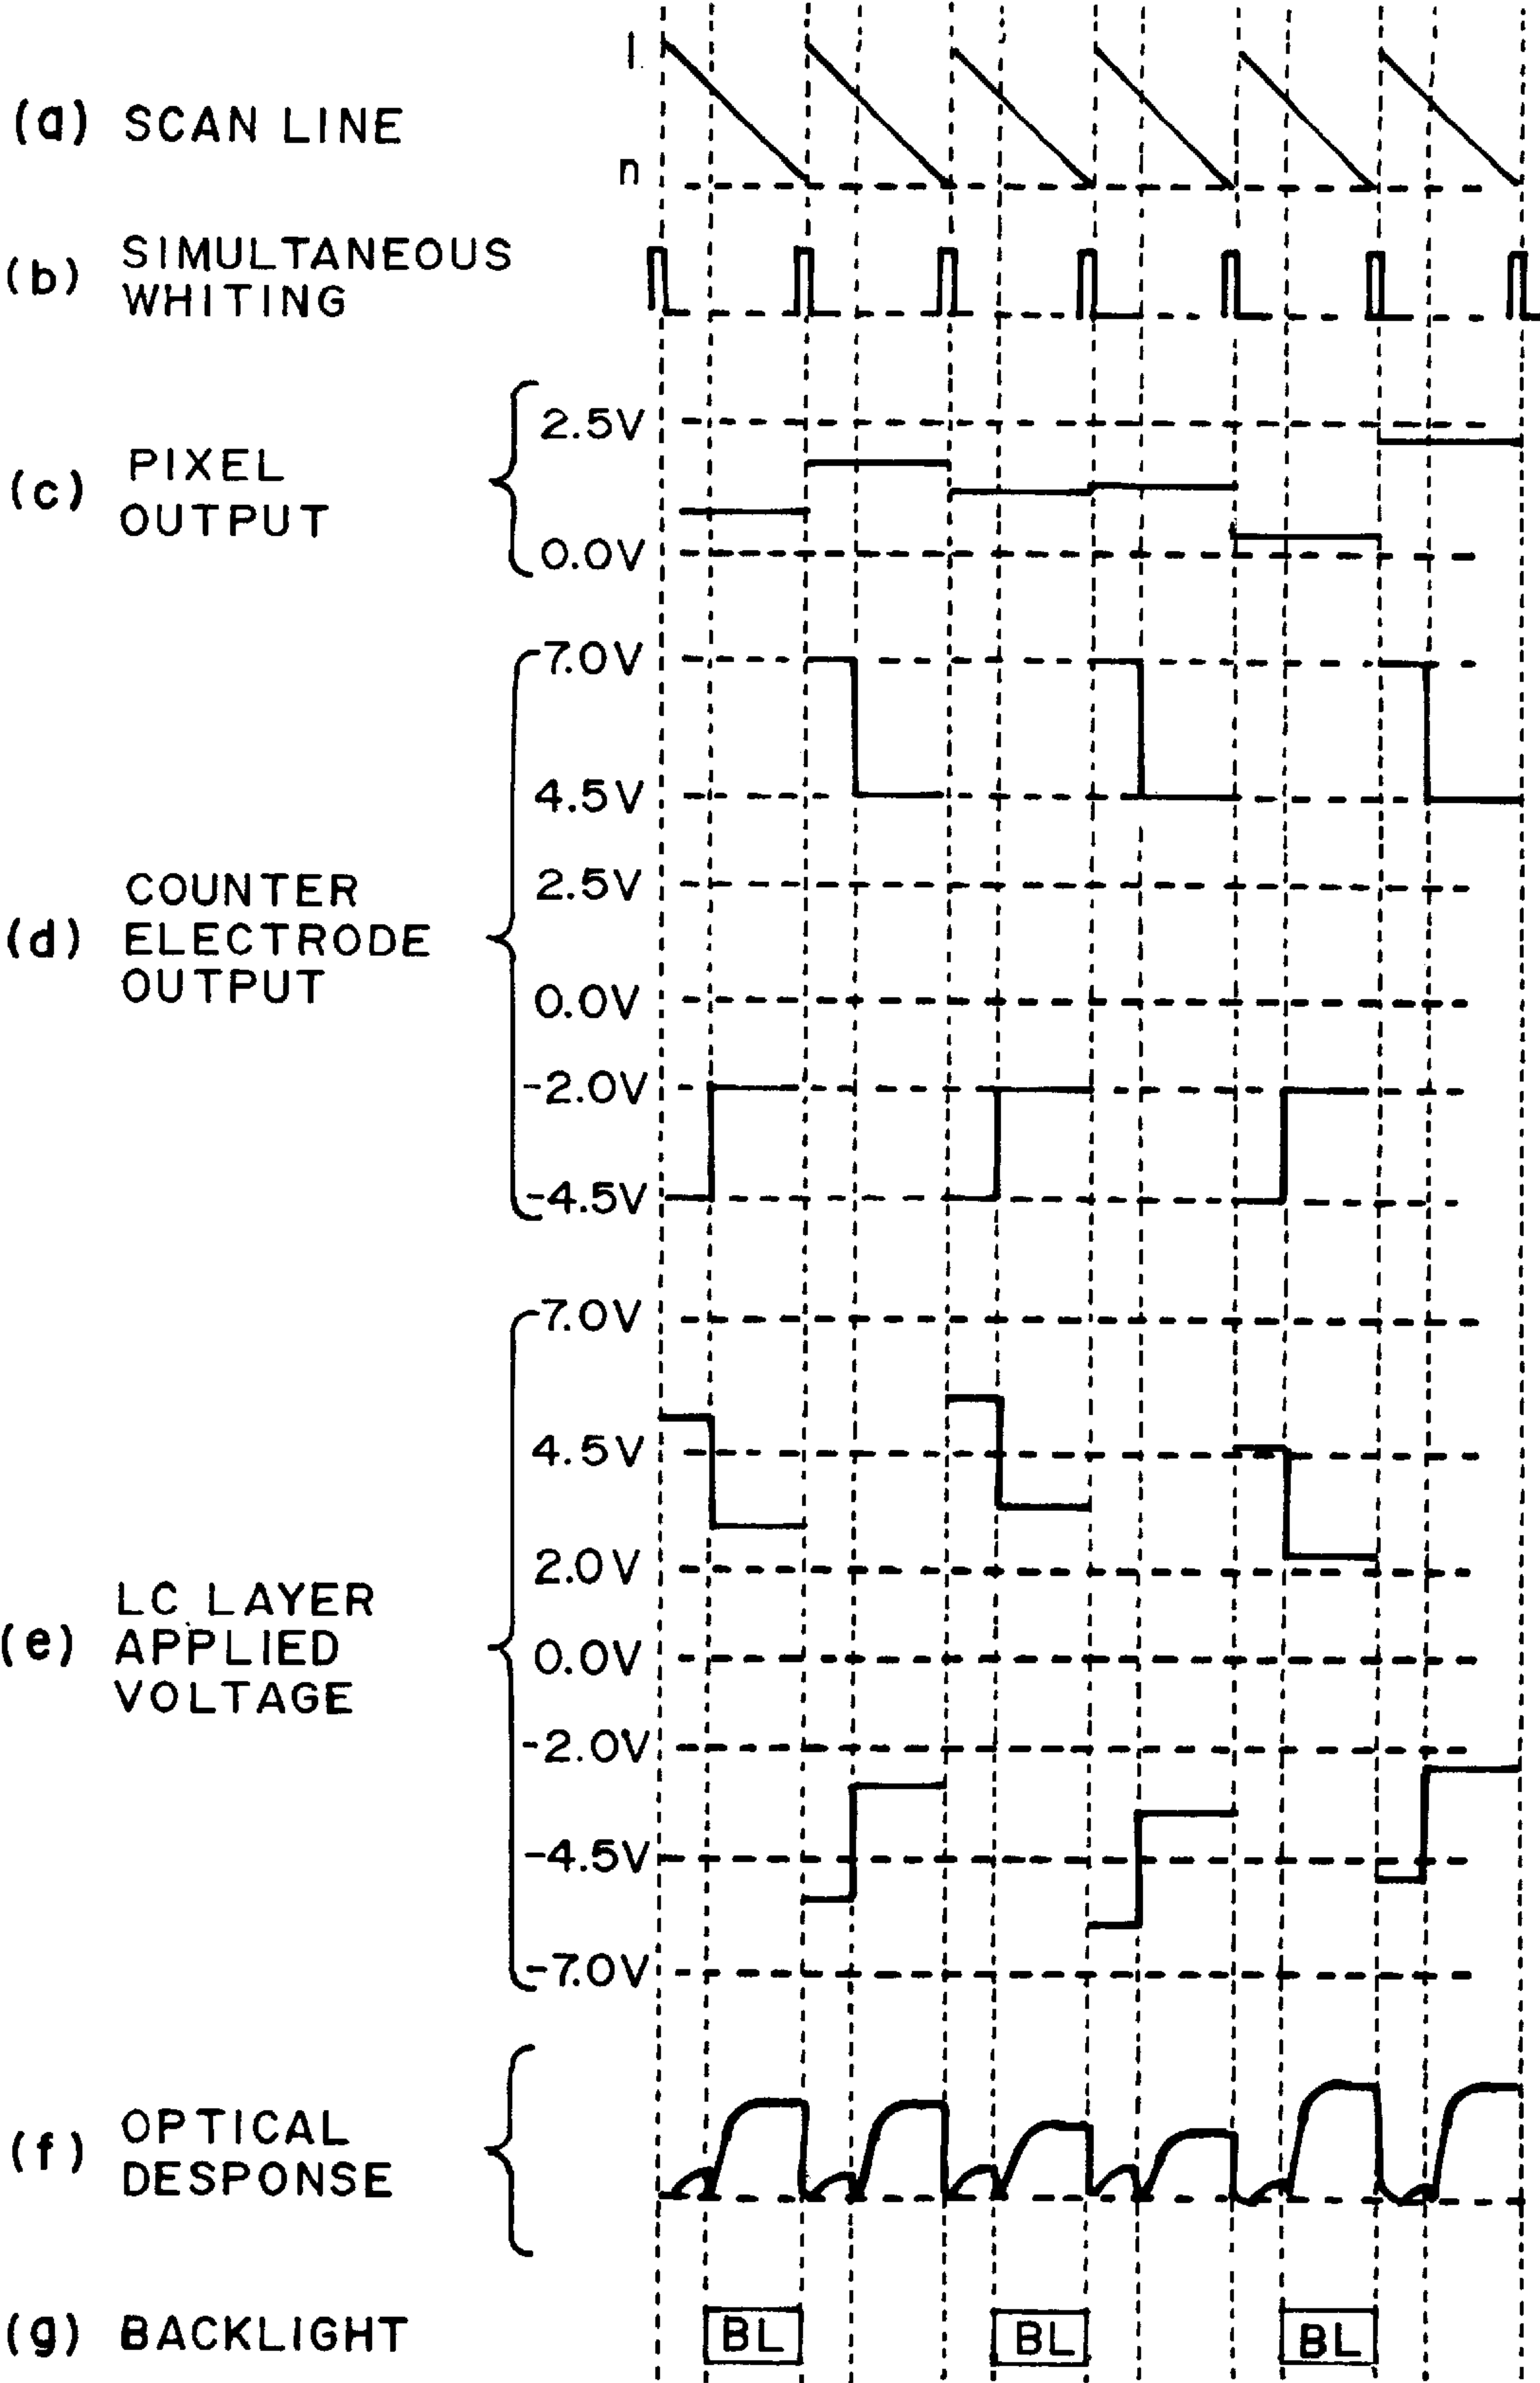 (a) SCAN LINE
1
n
(b) SIMULTANEOUS
WHITING
(c) PIXEL
OUTPUT
2.5V
0.0V
(d) COUNTER
ELECTRODE
OUTPUT
7.0V
4.5V
2.5V
0.0V
-2.0V
-4.5V
(e) LC LAYER
APPLIED
VOLTAGE
7.0V
4.5V
2.0V
0.0V
-2.0V
-4.5V
-7.0V
(f) OPTICAL
DESPONSE
(g) BACKLIGHT
BL BL BL